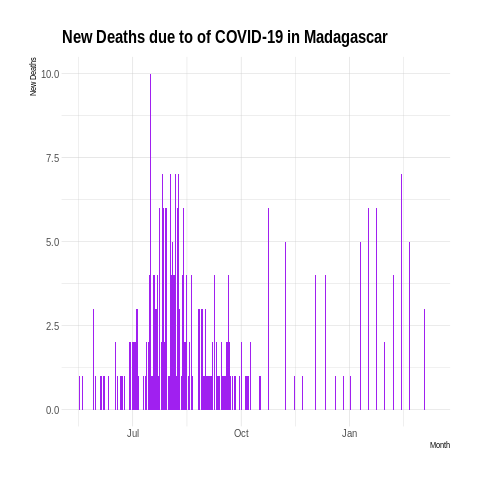 New Deaths due to of COVID-19 in Madagascar
New Deaths
10.0
7.5
5.0
2.5
0.0
Jul Oct Jan
Month